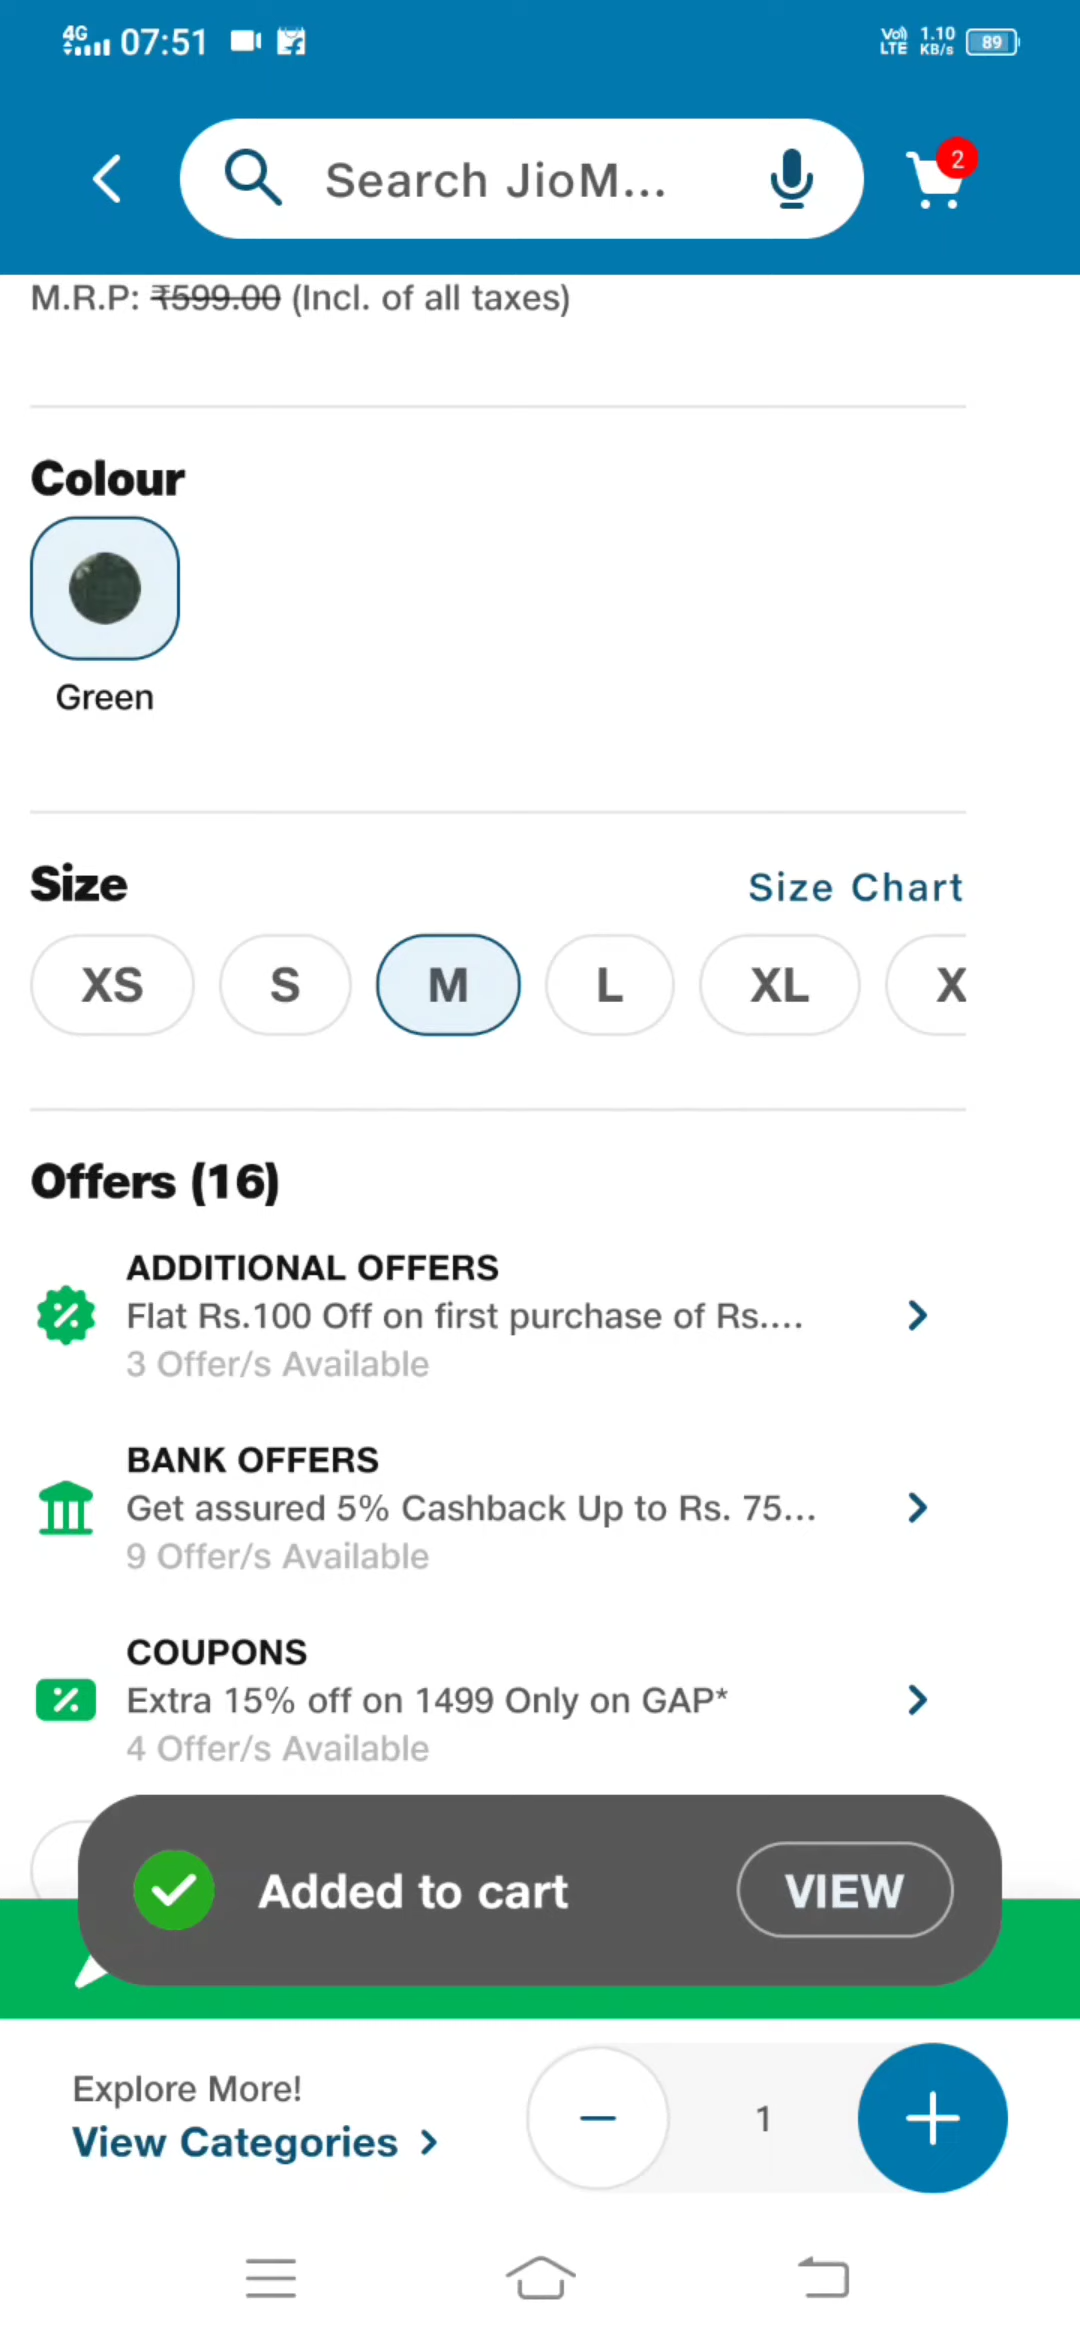 4G 07:51 Vo) LTE 1.10 KB/s 89
Search JioM...
2
M.R.P: ₹599.00 (Incl. of all taxes)
Colour
Green
Size
Size Chart
XS S M L XL X
Offers (16)
ADDITIONAL OFFERS
Flat Rs.100 Off on first purchase of Rs....
3 Offer/s Available
BANK OFFERS
Get assured 5% Cashback Up to Rs. 75...
9 Offer/s Available
COUPONS
Extra 15% off on 1499 Only on GAP*
4 Offer/s Available
Added to cart
VIEW
Explore More!
View Categories
1